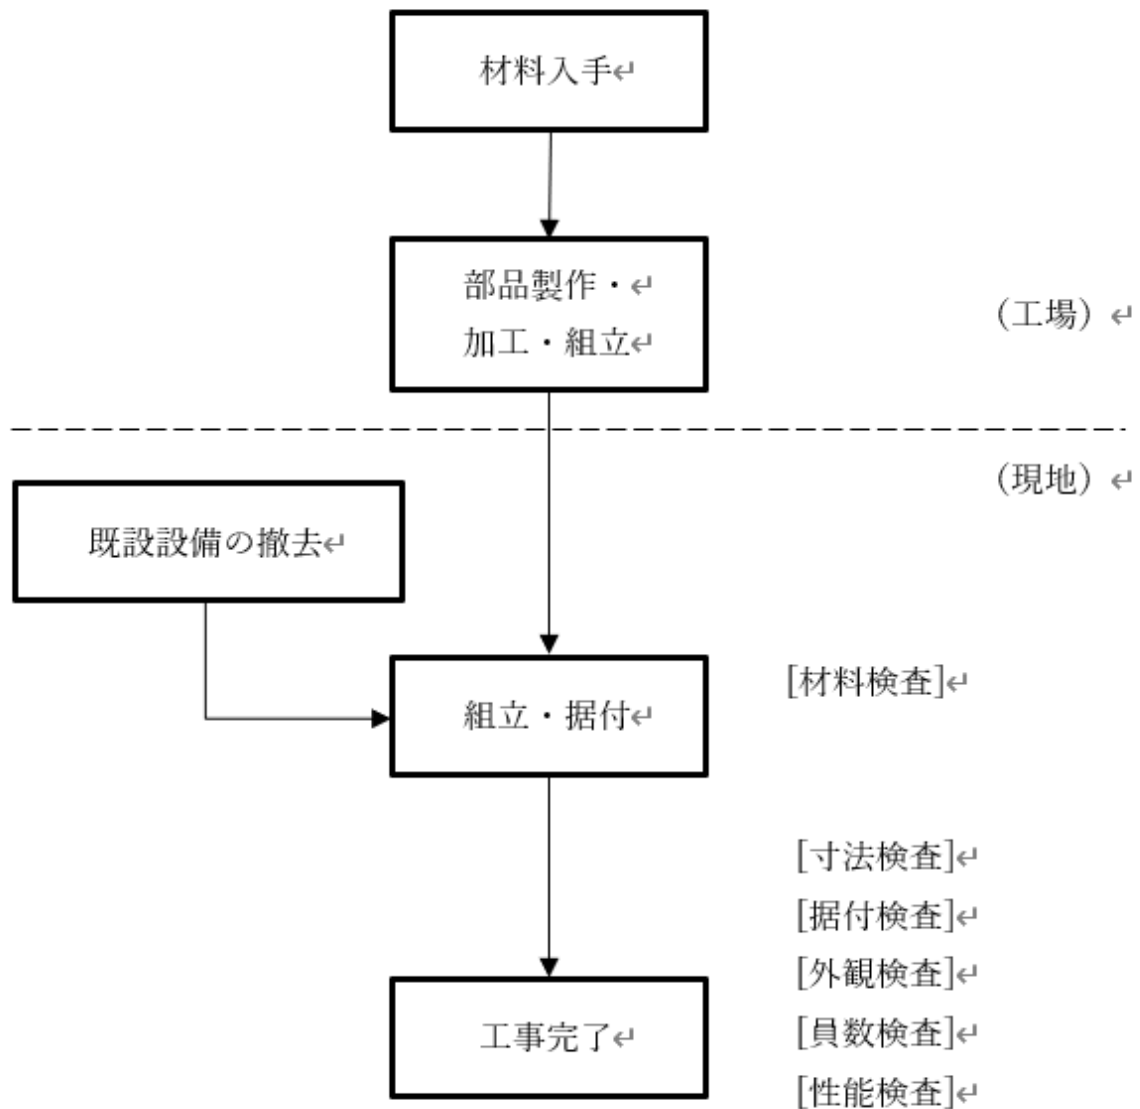 材料入手
部品製作・
加工・組立
（工場）
（現地）
既設設備の撤去
[材料検査]
組立・据付
[寸法検査]
[据付検査]
[外観検査]
[員数検査]
[性能検査]
工事完了